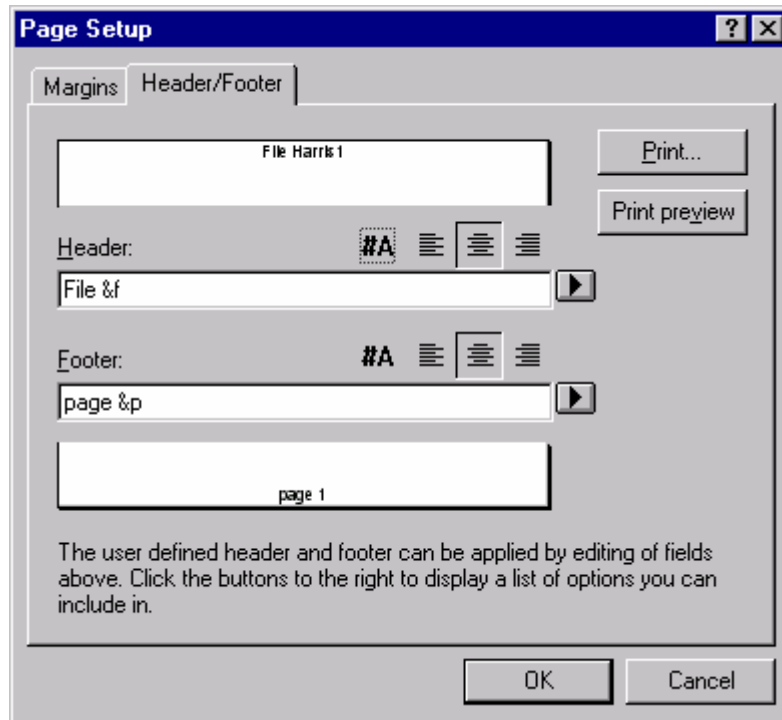 Page Setup
Margins
Header/Footer
File Harris1
Print...
Print preview
Header:
#A
File &f
Footer:
#A
page &p
page 1
The user defined header and footer can be applied by editing of fields
above. Click the buttons to the right to display a list of options you can
include in.
OK
Cancel